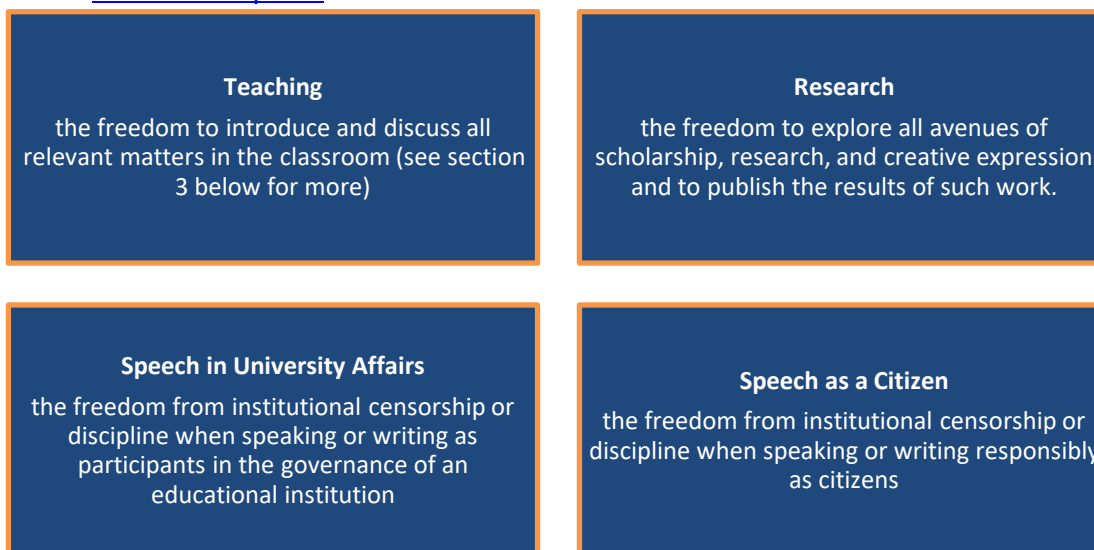 Teaching
the freedom to introduce and discuss all
relevant matters in the classroom (see section
3 below for more)
Research
the freedom to explore all avenues of
scholarship, research, and creative expression
and to publish the results of such work.
Speech in University Affairs
the freedom from institutional censorship or
discipline when speaking or writing as
participants in the governance of an
educational institution
Speech as a Citizen
the freedom from institutional censorship or
discipline when speaking or writing responsibly
as citizens